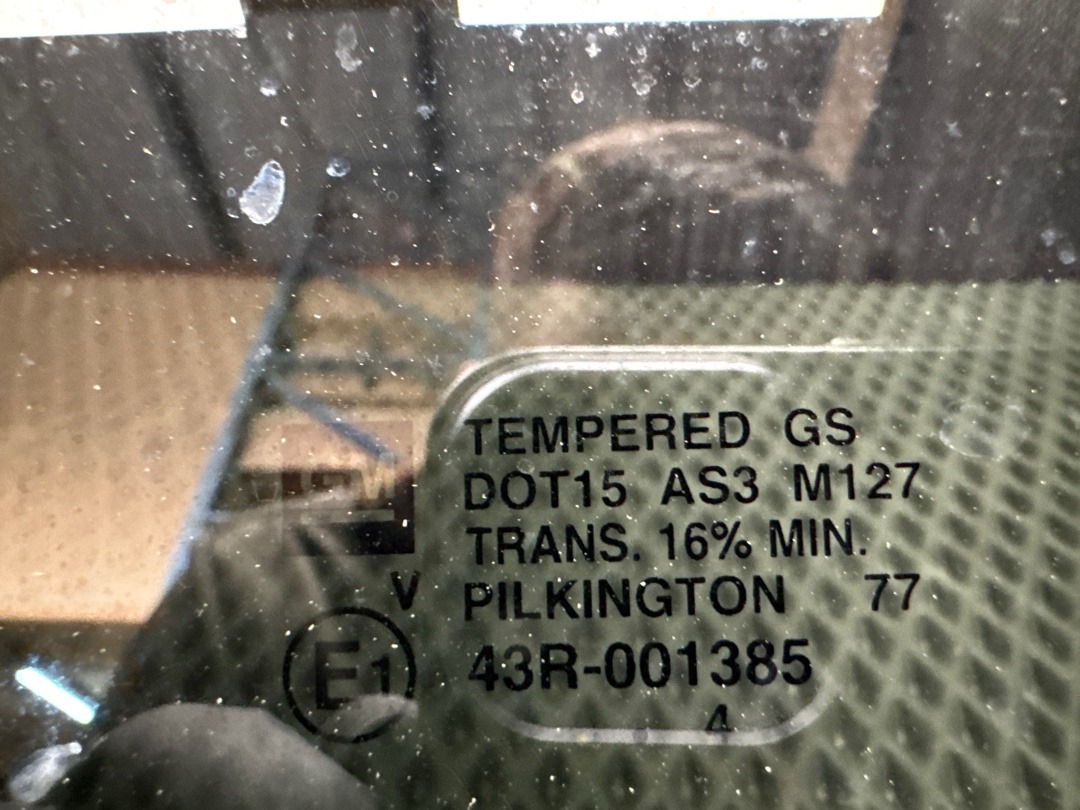 TEMPERED GS
DOT15 AS3 M127
TRANS. 16% MIN.
V PILKINGTON 77
E1 43R-001385
4